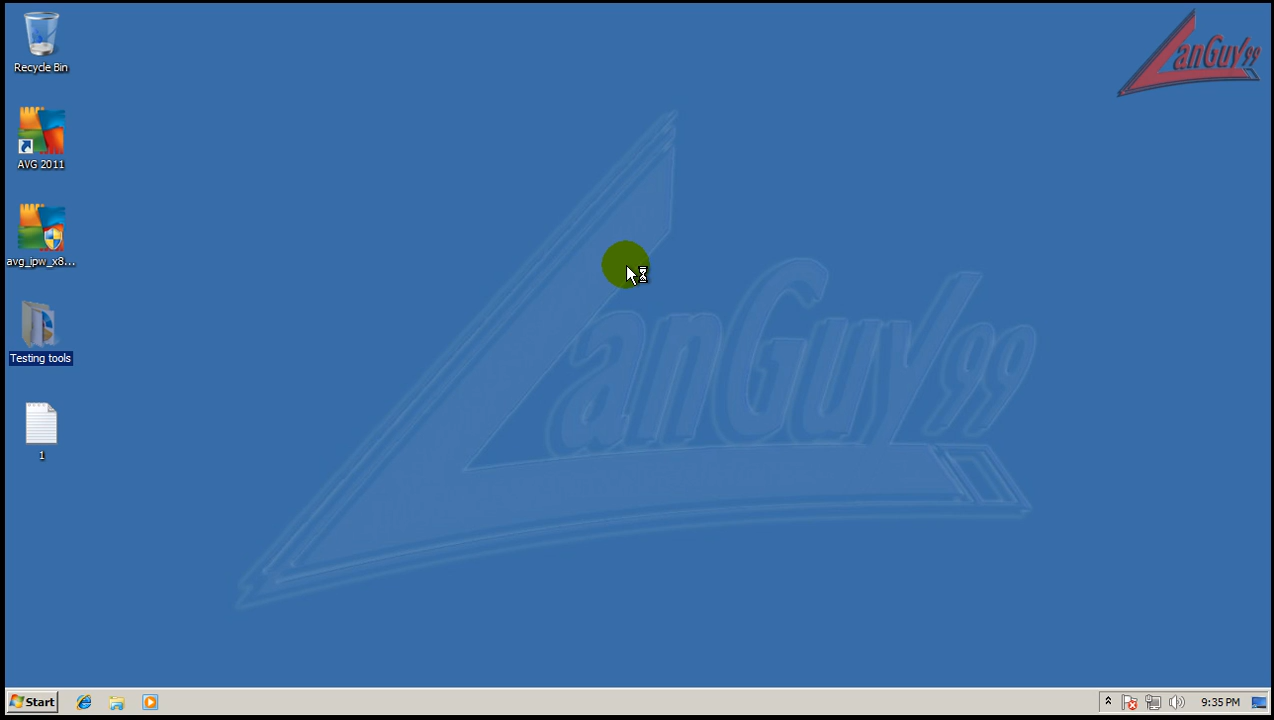 Recycle Bin
AVG 2011
avg_ipw_x8...
Testing tools
1
LanGuy99
LanGuy99
Start
9:35 PM